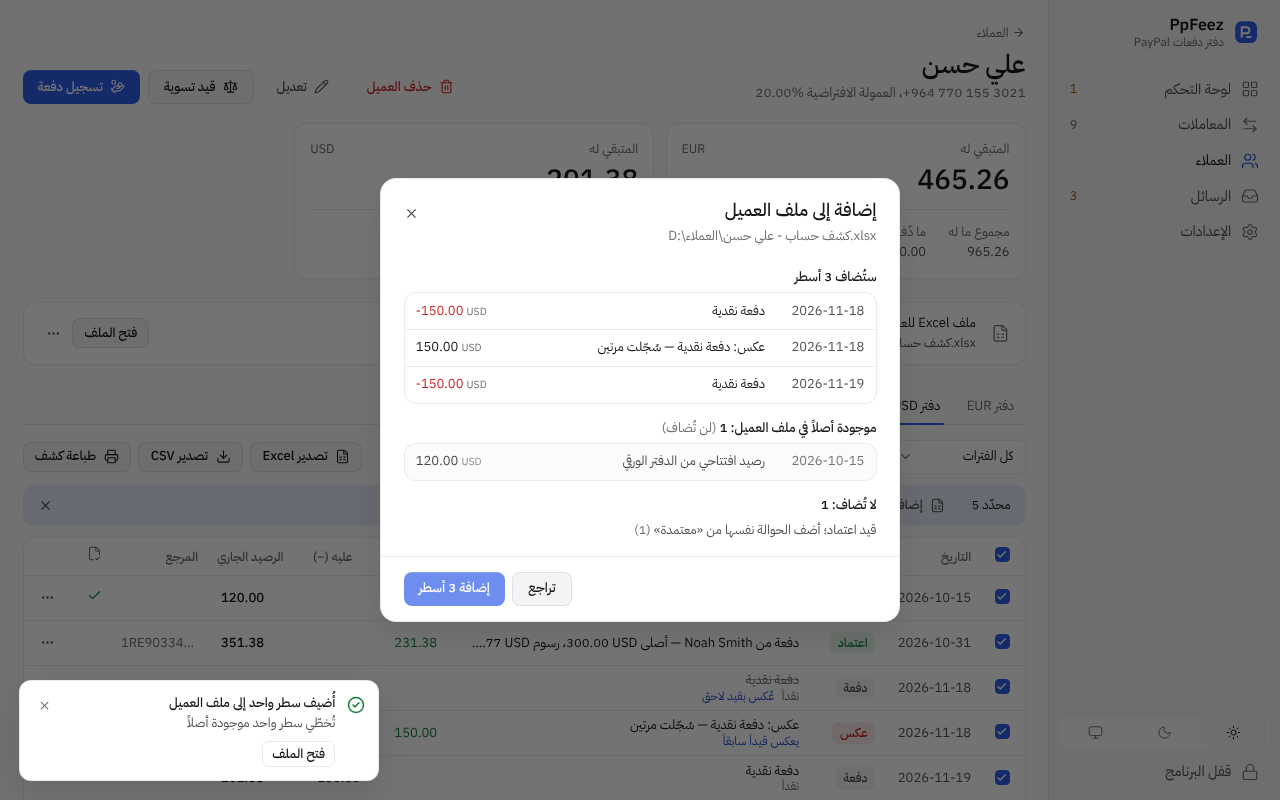 PpFeez
دفتر دفعات PayPal
لوحة التحكم 1
المعاملات 9
العملاء
الرسائل 3
الإعدادات
قفل البرنامج
العملاء
علي حسن
+964 770 155 3021، العمولة الافتراضية 20.00%
حذف العميل
تعديل
قيد تسوية
تسجيل دفعة
المتبقي له EUR
465.26
مجموع ما له
965.26
المتبقي له USD
201.38
فتح الملف
دفتر EUR
كل الفترات
تصدير Excel
تصدير CSV
طباعة كشف
محدّد 5
التاريخ
عليه (−)
الرصيد الجاري
المرجع
2026-10-15 120.00
2026-10-31 اعتماد دفعة من Noah Smith — أصلي 300.00 USD، رسوم 77 USD.... 231.38 351.38 1RE90334...
2026-11-18 دفعة دفعة نقدية
نقداً عُكس بقيد لاحق
2026-11-18 عكس عكس: دفعة نقدية — سُجّلت مرتين 150.00
يعكس قيداً سابقاً
2026-11-19 دفعة دفعة نقدية
نقداً
إضافة إلى ملف العميل
D:\العملاء\كشف حساب - علي حسن.xlsx
ستُضاف 3 أسطر
2026-11-18 دفعة نقدية -150.00 USD
2026-11-18 عكس: دفعة نقدية — سُجّلت مرتين 150.00 USD
2026-11-19 دفعة نقدية -150.00 USD
موجودة أصلاً في ملف العميل: 1 (لن تُضاف)
2026-10-15 رصيد افتتاحي من الدفتر الورقي 120.00 USD
لا تُضاف: 1
قيد اعتماد؛ أضف الحوالة نفسها من «معتمدة» (1)
تراجع
إضافة 3 أسطر
أُضيف سطر واحد إلى ملف العميل
تُخطّي سطر واحد موجودة أصلاً
فتح الملف